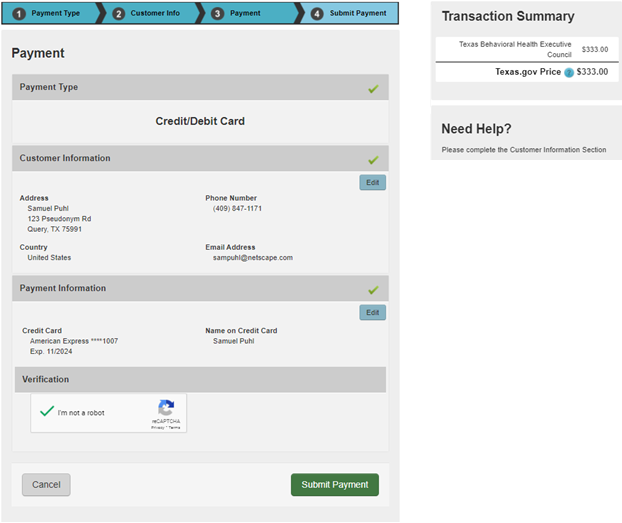 1 Payment Type 2 Customer Info 3 Payment 4 Submit Payment
Payment
Payment Type
Credit/Debit Card
Customer Information
Edit
Address
Samuel Puhl
123 Pseudonym Rd
Query, TX 75991
Phone Number
(409) 847-1171
Country
United States
Email Address
sampuhl@netscape.com
Payment Information
Edit
Credit Card
American Express ****1007
Exp. 11/2024
Name on Credit Card
Samuel Puhl
Verification
I'm not a robot
reCAPTCHA
Privacy - Terms
Cancel
Submit Payment
Transaction Summary
Texas Behavioral Health Executive
Council
$333.00
Texas.gov Price $333.00
Need Help?
Please complete the Customer Information Section